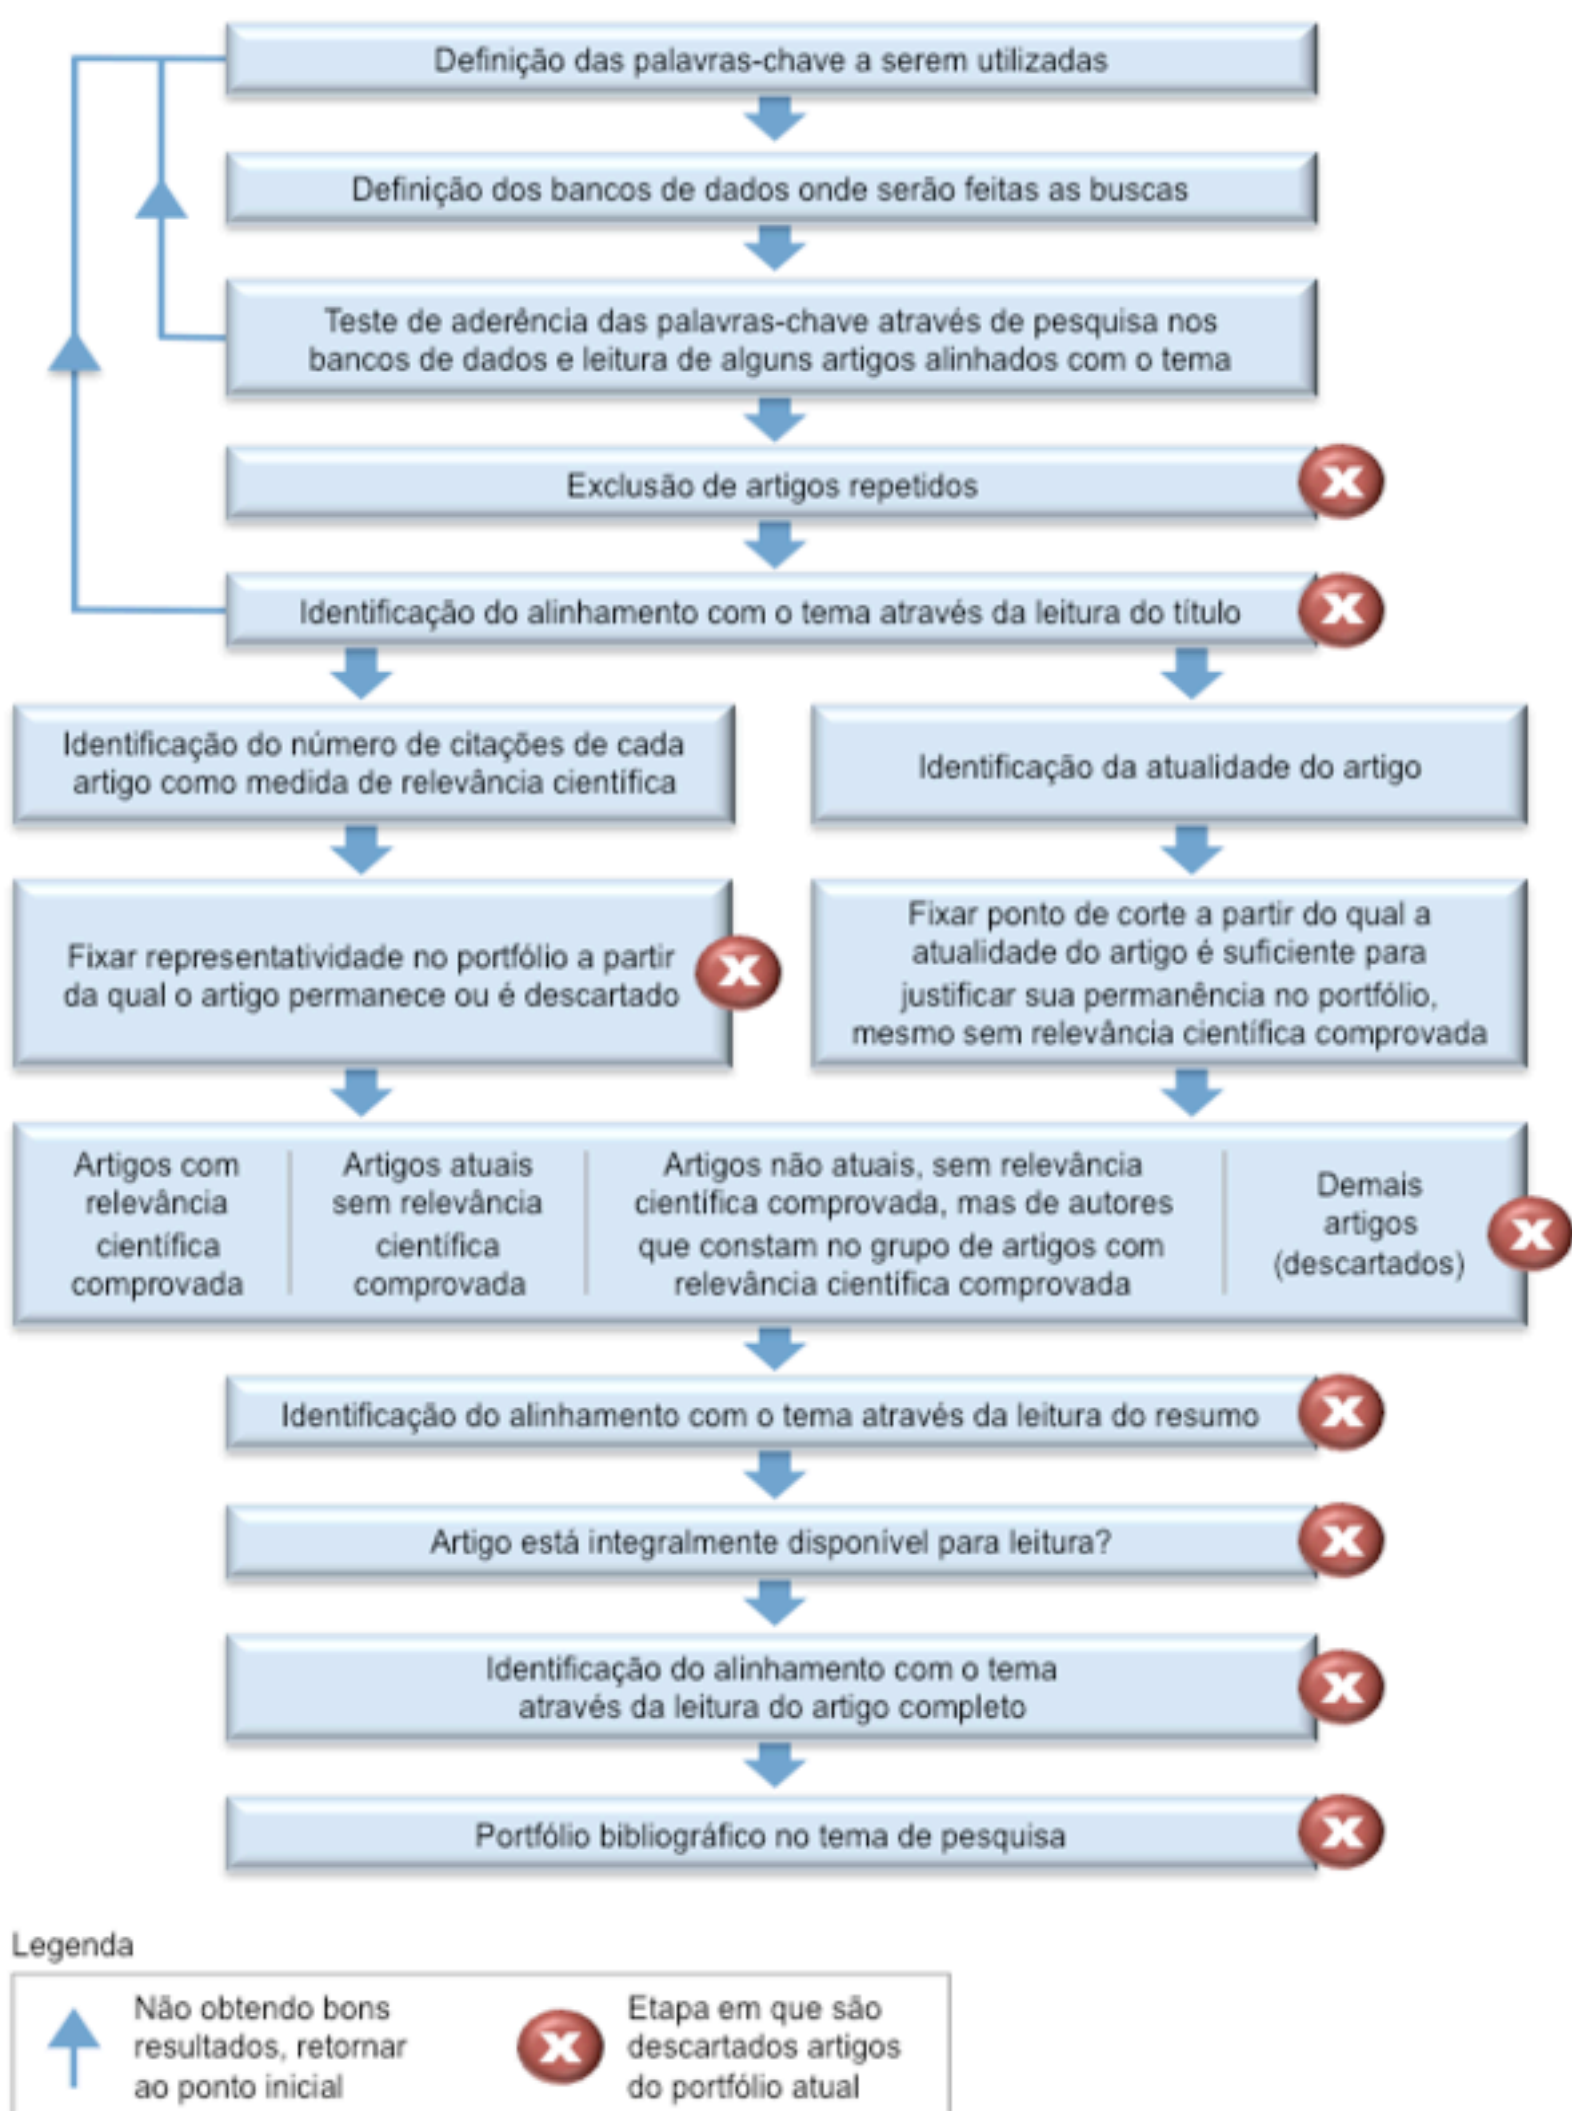 Definição das palavras-chave a serem utilizadas
Definição dos bancos de dados onde serão feitas as buscas
Teste de aderência das palavras-chave através de pesquisa nos
bancos de dados e leitura de alguns artigos alinhados com o tema
Exclusão de artigos repetidos
X
Identificação do alinhamento com o tema através da leitura do título
X
Identificação do número de citações de cada
artigo como medida de relevância científica
Identificação da atualidade do artigo
Fixar representatividade no portfólio a partir
da qual o artigo permanece ou é descartado
X
Fixar ponto de corte a partir do qual a
atualidade do artigo é suficiente para
justificar sua permanência no portfólio,
mesmo sem relevância científica comprovada
Artigos com
relevância
científica
comprovada
Artigos atuais
sem relevância
científica
comprovada
Artigos não atuais, sem relevância
científica comprovada, mas de autores
que constam no grupo de artigos com
relevância científica comprovada
Demais
artigos
(descartados)
X
Identificação do alinhamento com o tema através da leitura do resumo
X
Artigo está integralmente disponível para leitura?
X
Identificação do alinhamento com o tema
através da leitura do artigo completo
X
Portfólio bibliográfico no tema de pesquisa
X
Legenda
Não obtendo bons
resultados, retornar
ao ponto inicial
X
Etapa em que são
descartados artigos
do portfólio atual